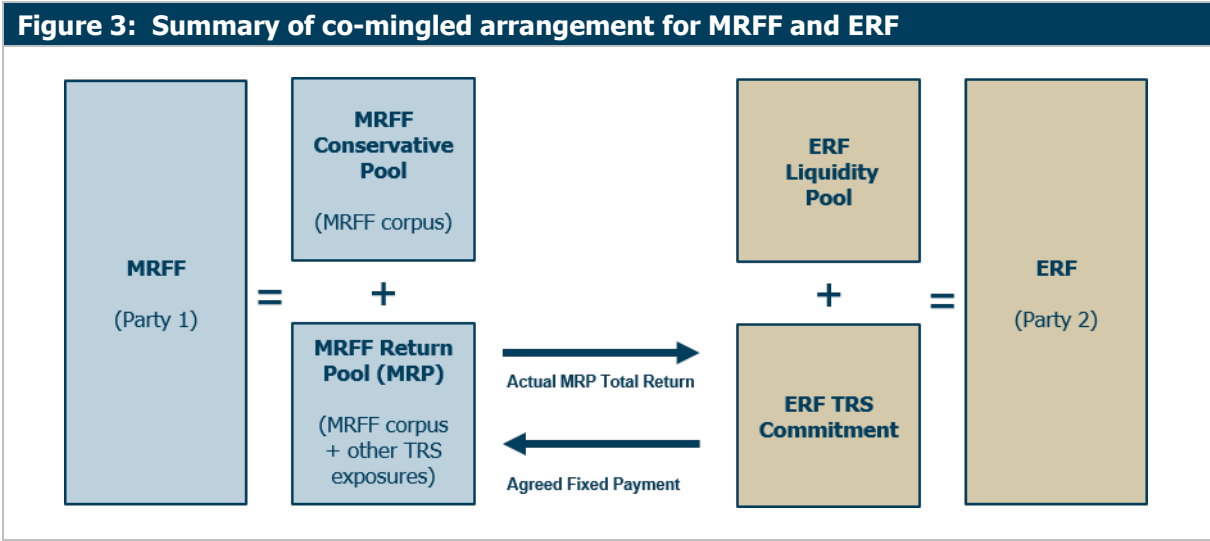 Figure 3: Summary of co-mingled arrangement for MRFF and ERF
MRFF
(Party 1)
=
MRFF
Conservative
Pool
(MRFF corpus)
+
MRFF Return
Pool (MRP)
(MRFF corpus
+ other TRS
exposures)
Actual MRP Total Return
Agreed Fixed Payment
ERF
Liquidity
Pool
+
ERF TRS
Commitment
=
ERF
(Party 2)